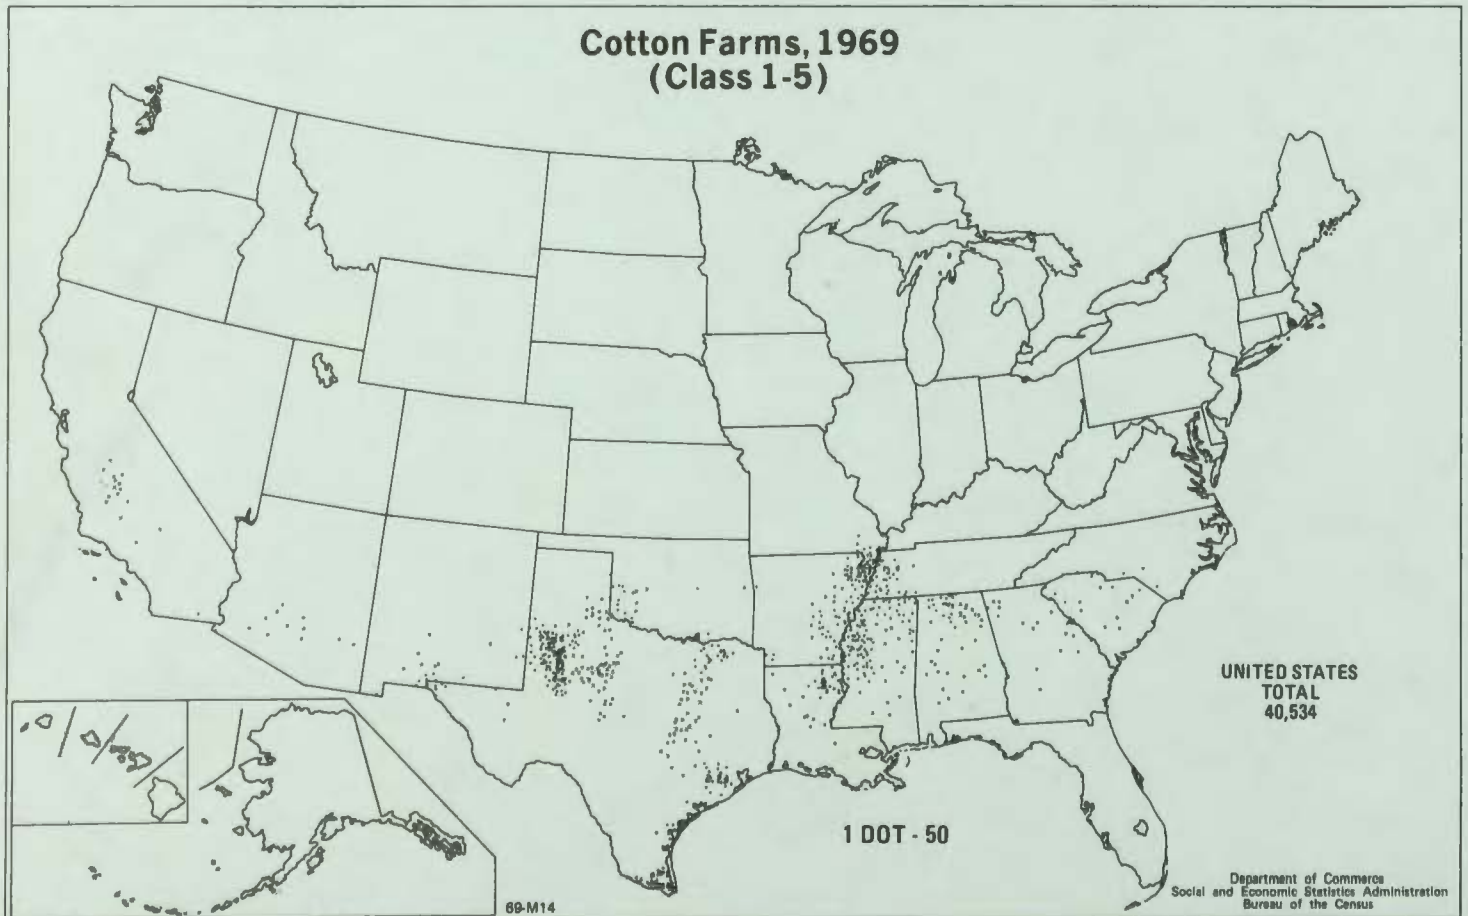 Cotton Farms, 1969
(Class 1-5)
UNITED STATES
TOTAL
40,534
1 DOT - 50
69-M14
Department of Commerce
Social and Economic Statistics Administration
Bureau of the Census